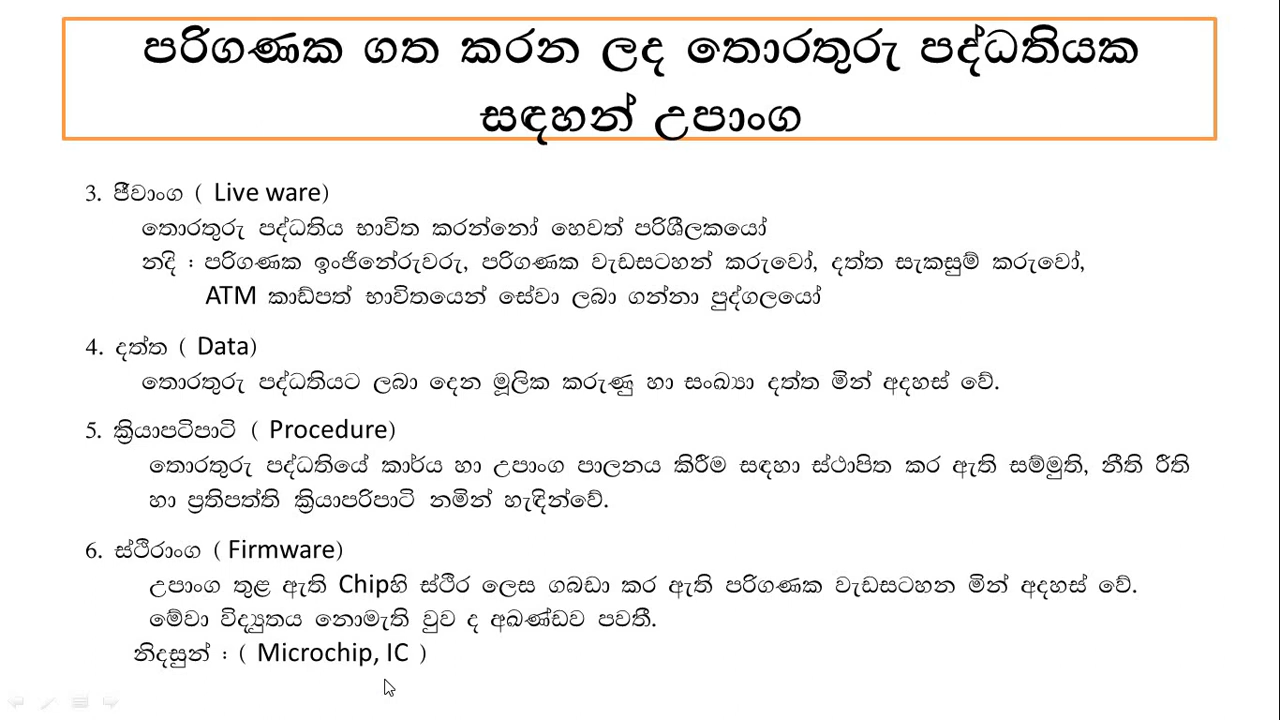 පරිගණක ගත කරන ලද තොරතුරු පද්ධතියක
සඳහන් උපාංග
3. ජීවාංග ( Live ware)
තොරතුරු පද්ධතිය භාවිත කරන්නෝ හෙවත් පරිශීලකයෝ
නදි : පරිගණක ඉංජිනේරුවරු, පරිගණක වැඩසටහන් කරුවෝ, දත්ත සැකසුම් කරුවෝ,
ATM කාඩ්පත් භාවිතයෙන් සේවා ලබා ගන්නා පුද්ගලයෝ
4. දත්ත ( Data)
තොරතුරු පද්ධතියට ලබා දෙන මූලික කරුණු හා සංඛ්‍යා දත්ත මින් අදහස් වේ.
5. ක්‍රියාපටිපාටි ( Procedure)
තොරතුරු පද්ධතියේ කාර්ය හා උපාංග පාලනය කිරීම සඳහා ස්ථාපිත කර ඇති සම්මුති, නීති රීති
හා ප්‍රතිපත්ති ක්‍රියාපරිපාටි නමින් හැඳින්වේ.
6. ස්ථිරාංග ( Firmware)
උපාංග තුළ ඇති Chipහි ස්ථිර ලෙස ගබඩා කර ඇති පරිගණක වැඩසටහන මින් අදහස් වේ.
මේවා විද්‍යුතය නොමැති වුව ද අඛණ්ඩව පවතී.
නිදසුන් : ( Microchip, IC )